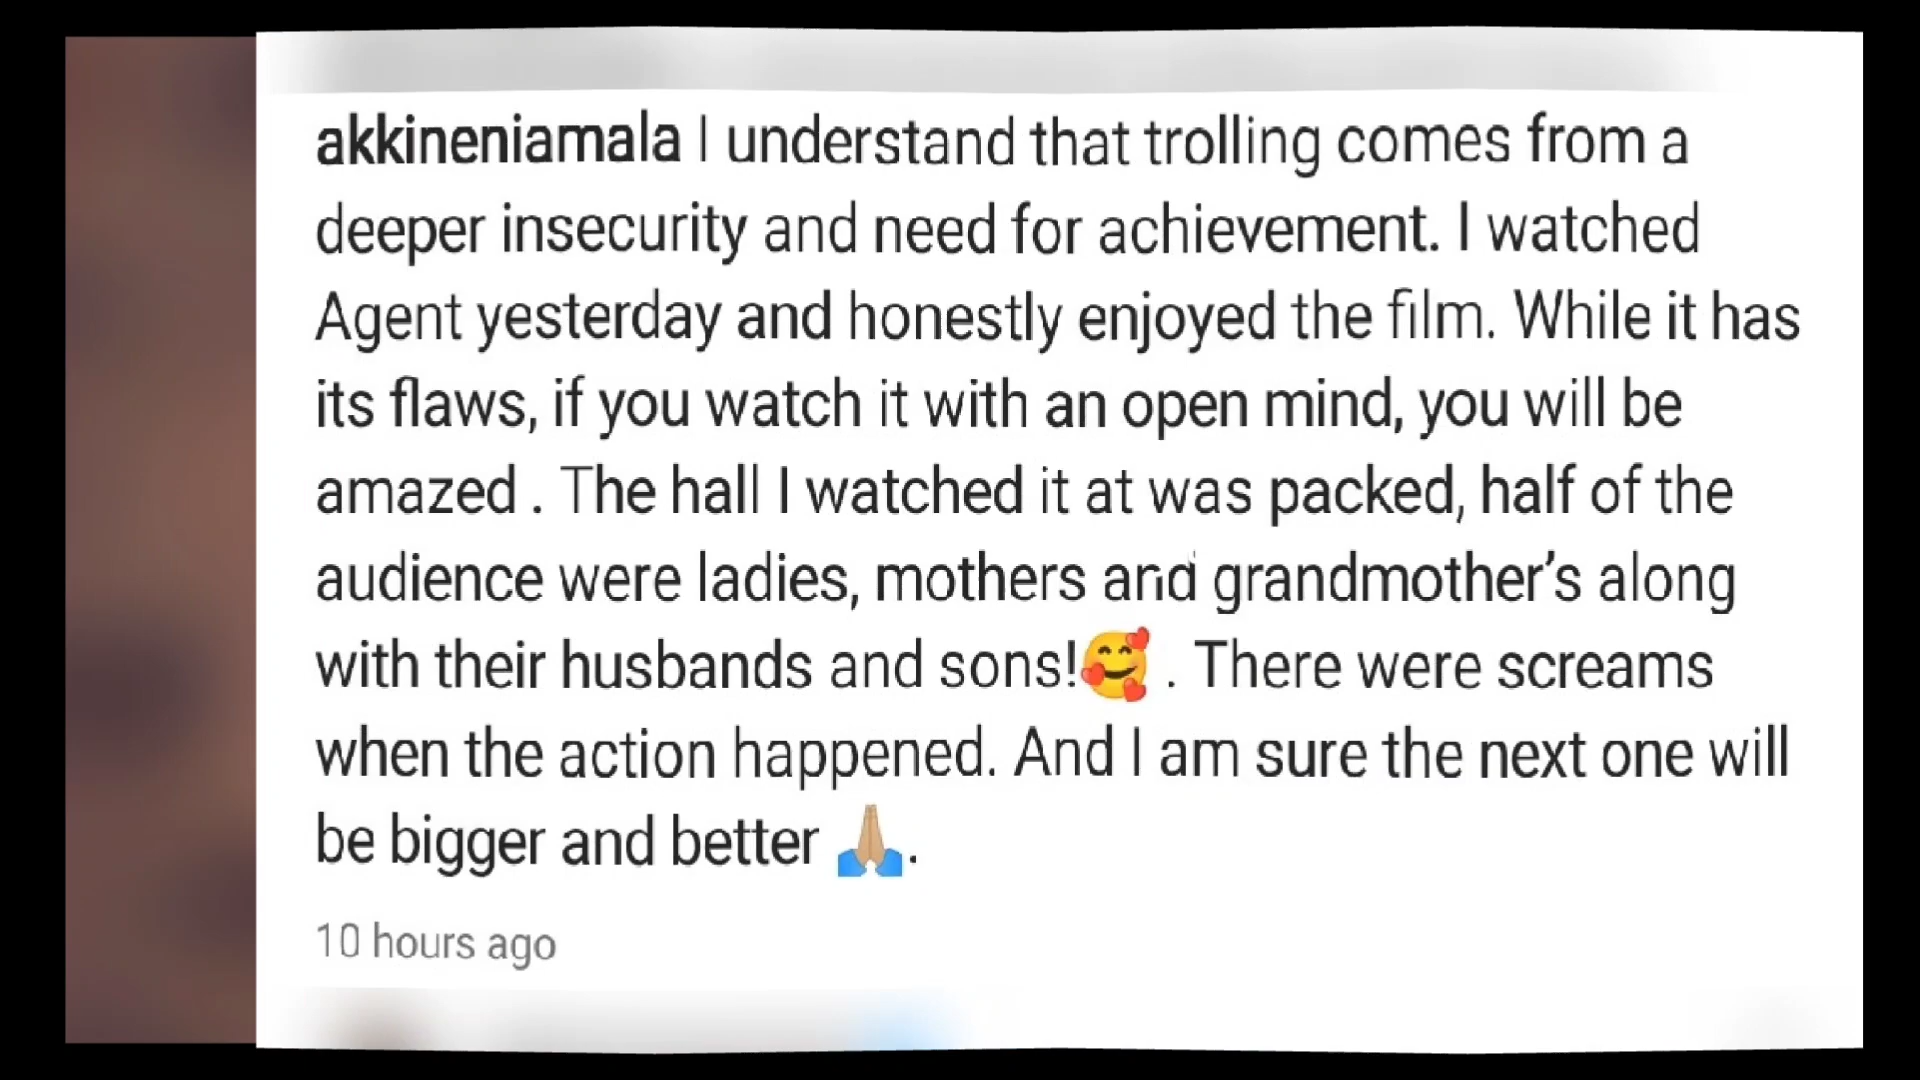 akkineniamala I understand that trolling comes from a
deeper insecurity and need for achievement. I watched
Agent yesterday and honestly enjoyed the film. While it has
its flaws, if you watch it with an open mind, you will be
amazed . The hall I watched it at was packed, half of the
audience were ladies, mothers and grandmother’s along
with their husbands and sons!🥰 . There were screams
when the action happened. And I am sure the next one will
be bigger and better 🙏🏼.
10 hours ago